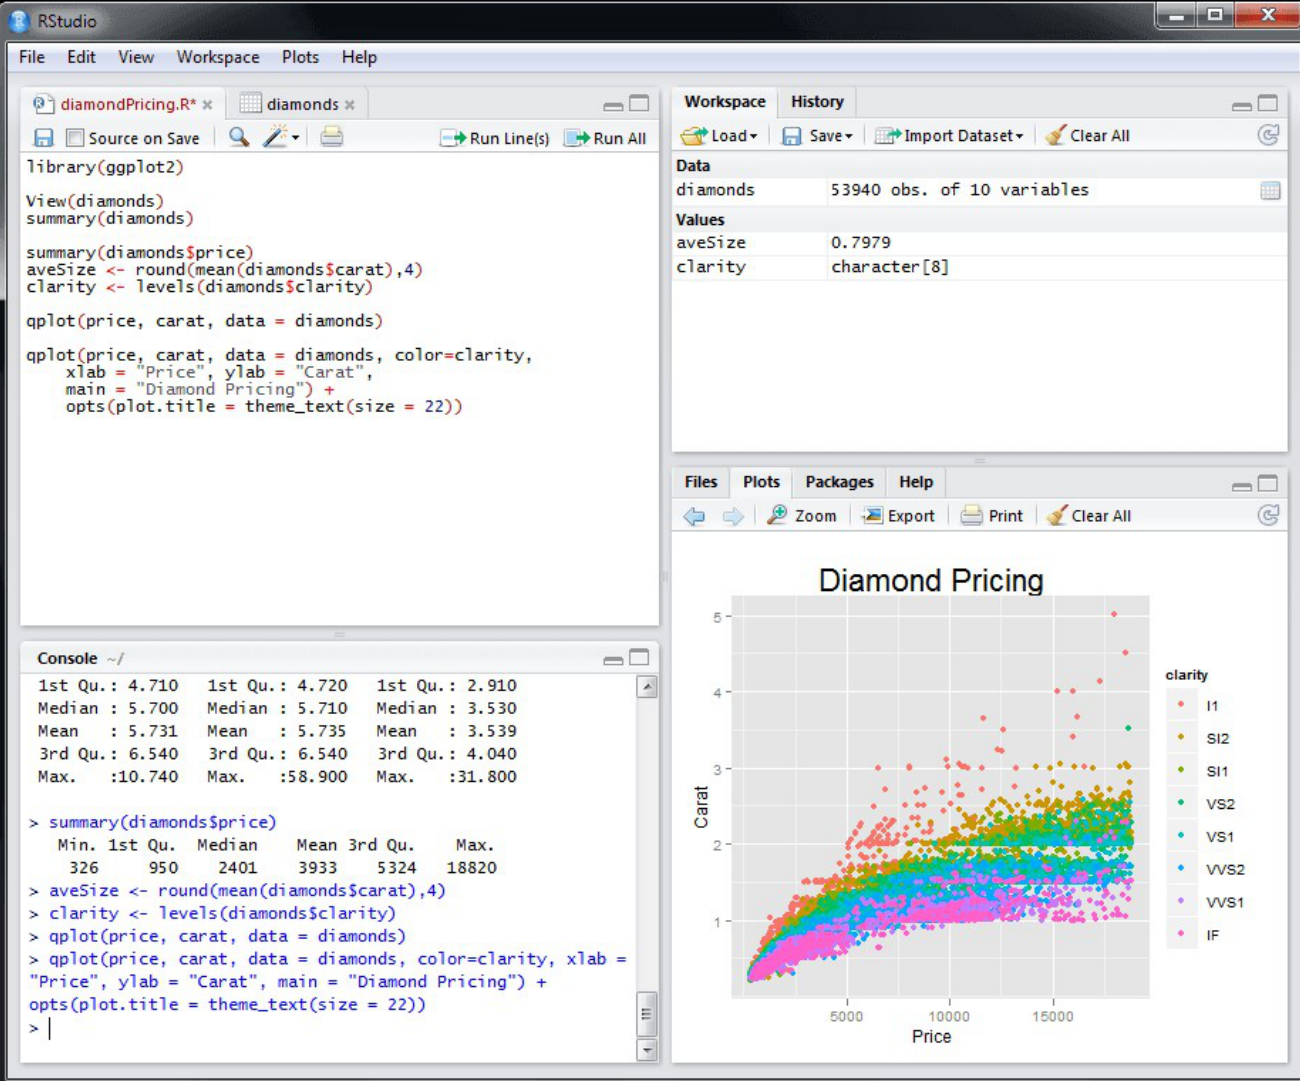 RStudio
File Edit View Workspace Plots Help
diamondPricing.R* diamonds
Source on Save Run Line(s) Run All
library(ggplot2)
View(diamonds)
summary(diamonds)
summary(diamonds$price)
aveSize <- round(mean(diamonds$carat),4)
clarity <- levels(diamonds$clarity)
qplot(price, carat, data = diamonds)
qplot(price, carat, data = diamonds, color=clarity,
xlab = "Price", ylab = "Carat",
main = "Diamond Pricing") +
opts(plot.title = theme_text(size = 22))
Console ~/
1st Qu.: 4.710 1st Qu.: 4.720 1st Qu.: 2.910
Median : 5.700 Median : 5.710 Median : 3.530
Mean : 5.731 Mean : 5.735 Mean : 3.539
3rd Qu.: 6.540 3rd Qu.: 6.540 3rd Qu.: 4.040
Max. :10.740 Max. :58.900 Max. :31.800
> summary(diamonds$price)
Min. 1st Qu. Median Mean 3rd Qu. Max.
326 950 2401 3933 5324 18820
> aveSize <- round(mean(diamonds$carat),4)
> clarity <- levels(diamonds$clarity)
> qplot(price, carat, data = diamonds)
> qplot(price, carat, data = diamonds, color=clarity, xlab =
"Price", ylab = "Carat", main = "Diamond Pricing") +
opts(plot.title = theme_text(size = 22))
>
Workspace History
Load Save Import Dataset Clear All
Data
diamonds 53940 obs. of 10 variables
Values
aveSize 0.7979
clarity character[8]
Files Plots Packages Help
Zoom Export Print Clear All
Diamond Pricing
5
4
3
2
1
Carat
5000 10000 15000
Price
clarity
I1
SI2
SI1
VS2
VS1
VVS2
VVS1
IF